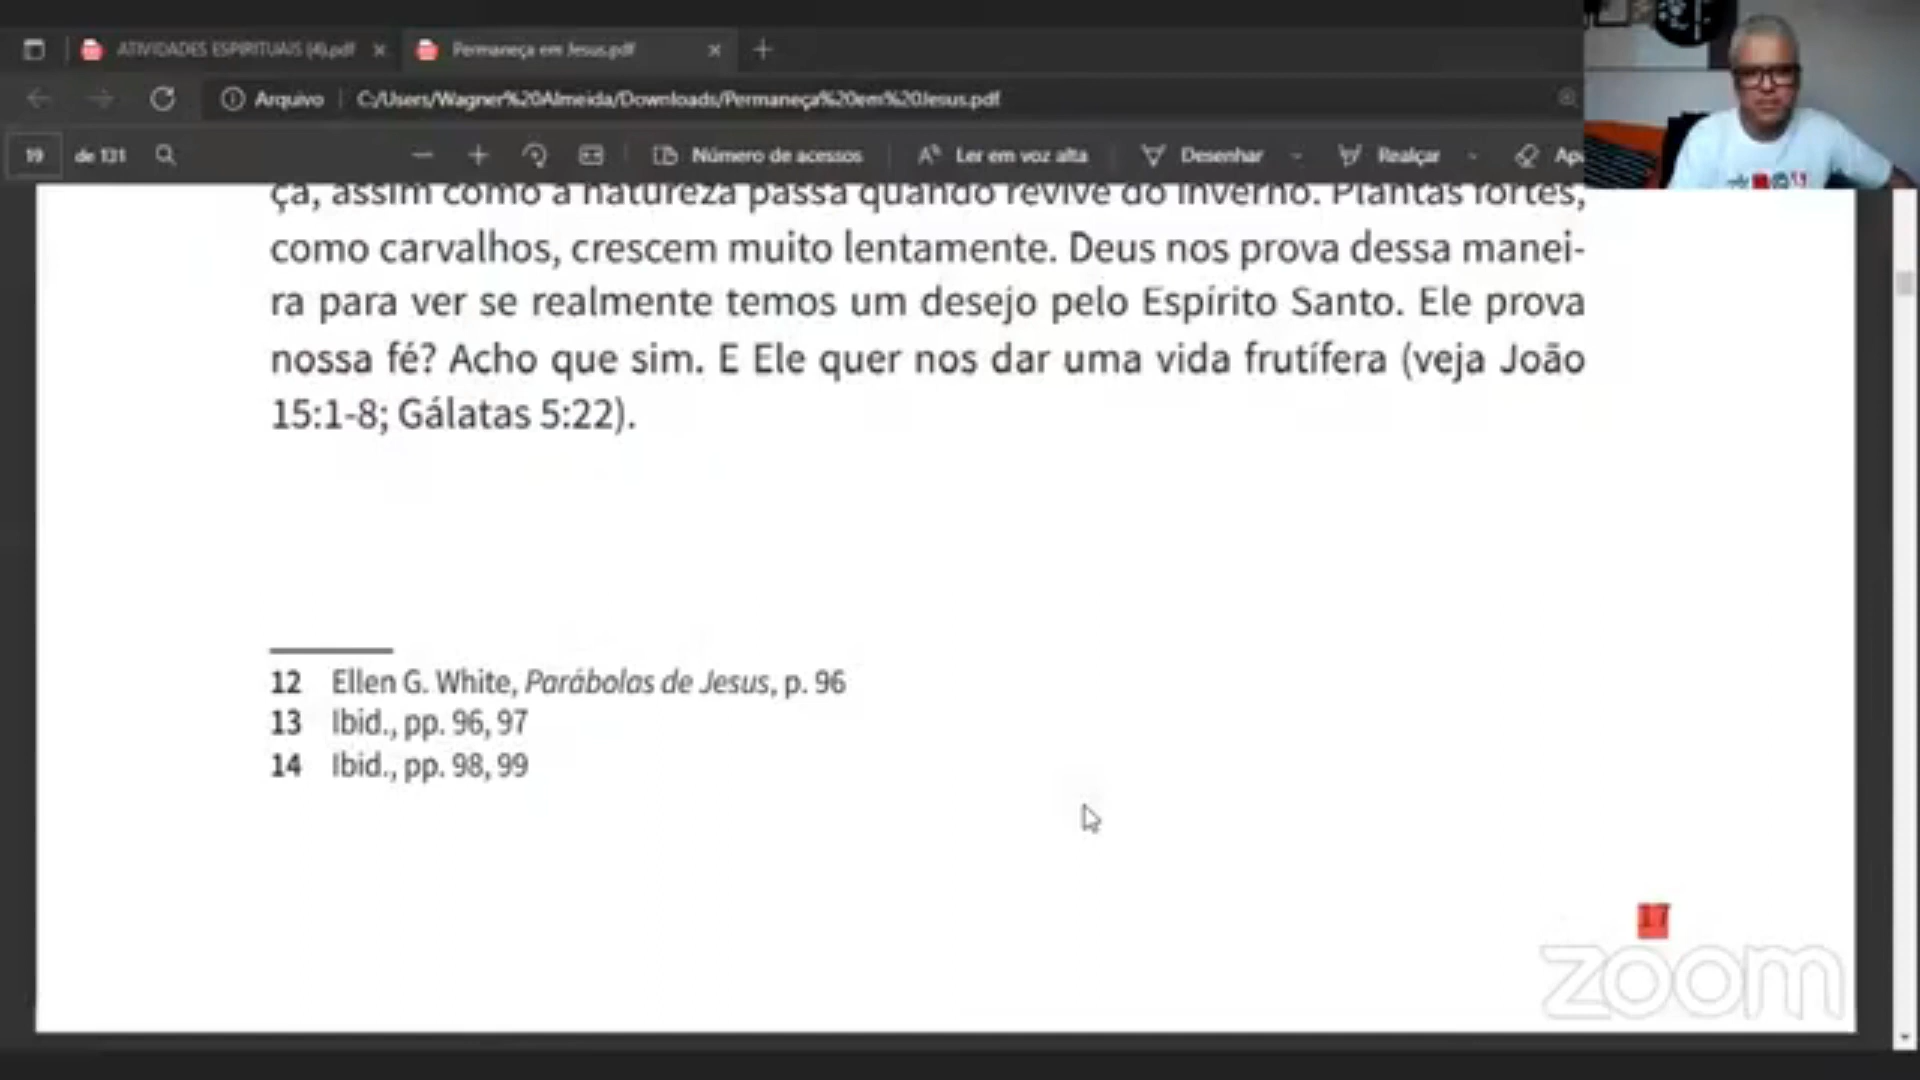 ATIVIDADES ESPIRITUAIS (4).pdf
Permaneça em Jesus.pdf
Arquivo
C:/Users/Wagner%20Almeida/Downloads/Permaneça%20em%20Jesus.pdf
19 de 131
Número de acessos
Ler em voz alta
Desenhar
Realçar
Apa
ça, assim como a natureza passa quando revive do inverno. Plantas fortes,
como carvalhos, crescem muito lentamente. Deus nos prova dessa manei-
ra para ver se realmente temos um desejo pelo Espírito Santo. Ele prova
nossa fé? Acho que sim. E Ele quer nos dar uma vida frutífera (veja João
15:1-8; Gálatas 5:22).
12 Ellen G. White, Parábolas de Jesus, p. 96
13 Ibid., pp. 96, 97
14 Ibid., pp. 98, 99
17
zoom